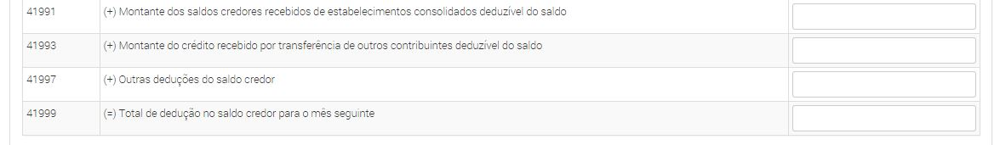 41991 (+) Montante dos saldos credores recebidos de estabelecimentos consolidados deduzível do saldo
41993 (+) Montante do crédito recebido por transferência de outros contribuintes deduzível do saldo
41997 (+) Outras deduções do saldo credor
41999 (=) Total de dedução no saldo credor para o mês seguinte